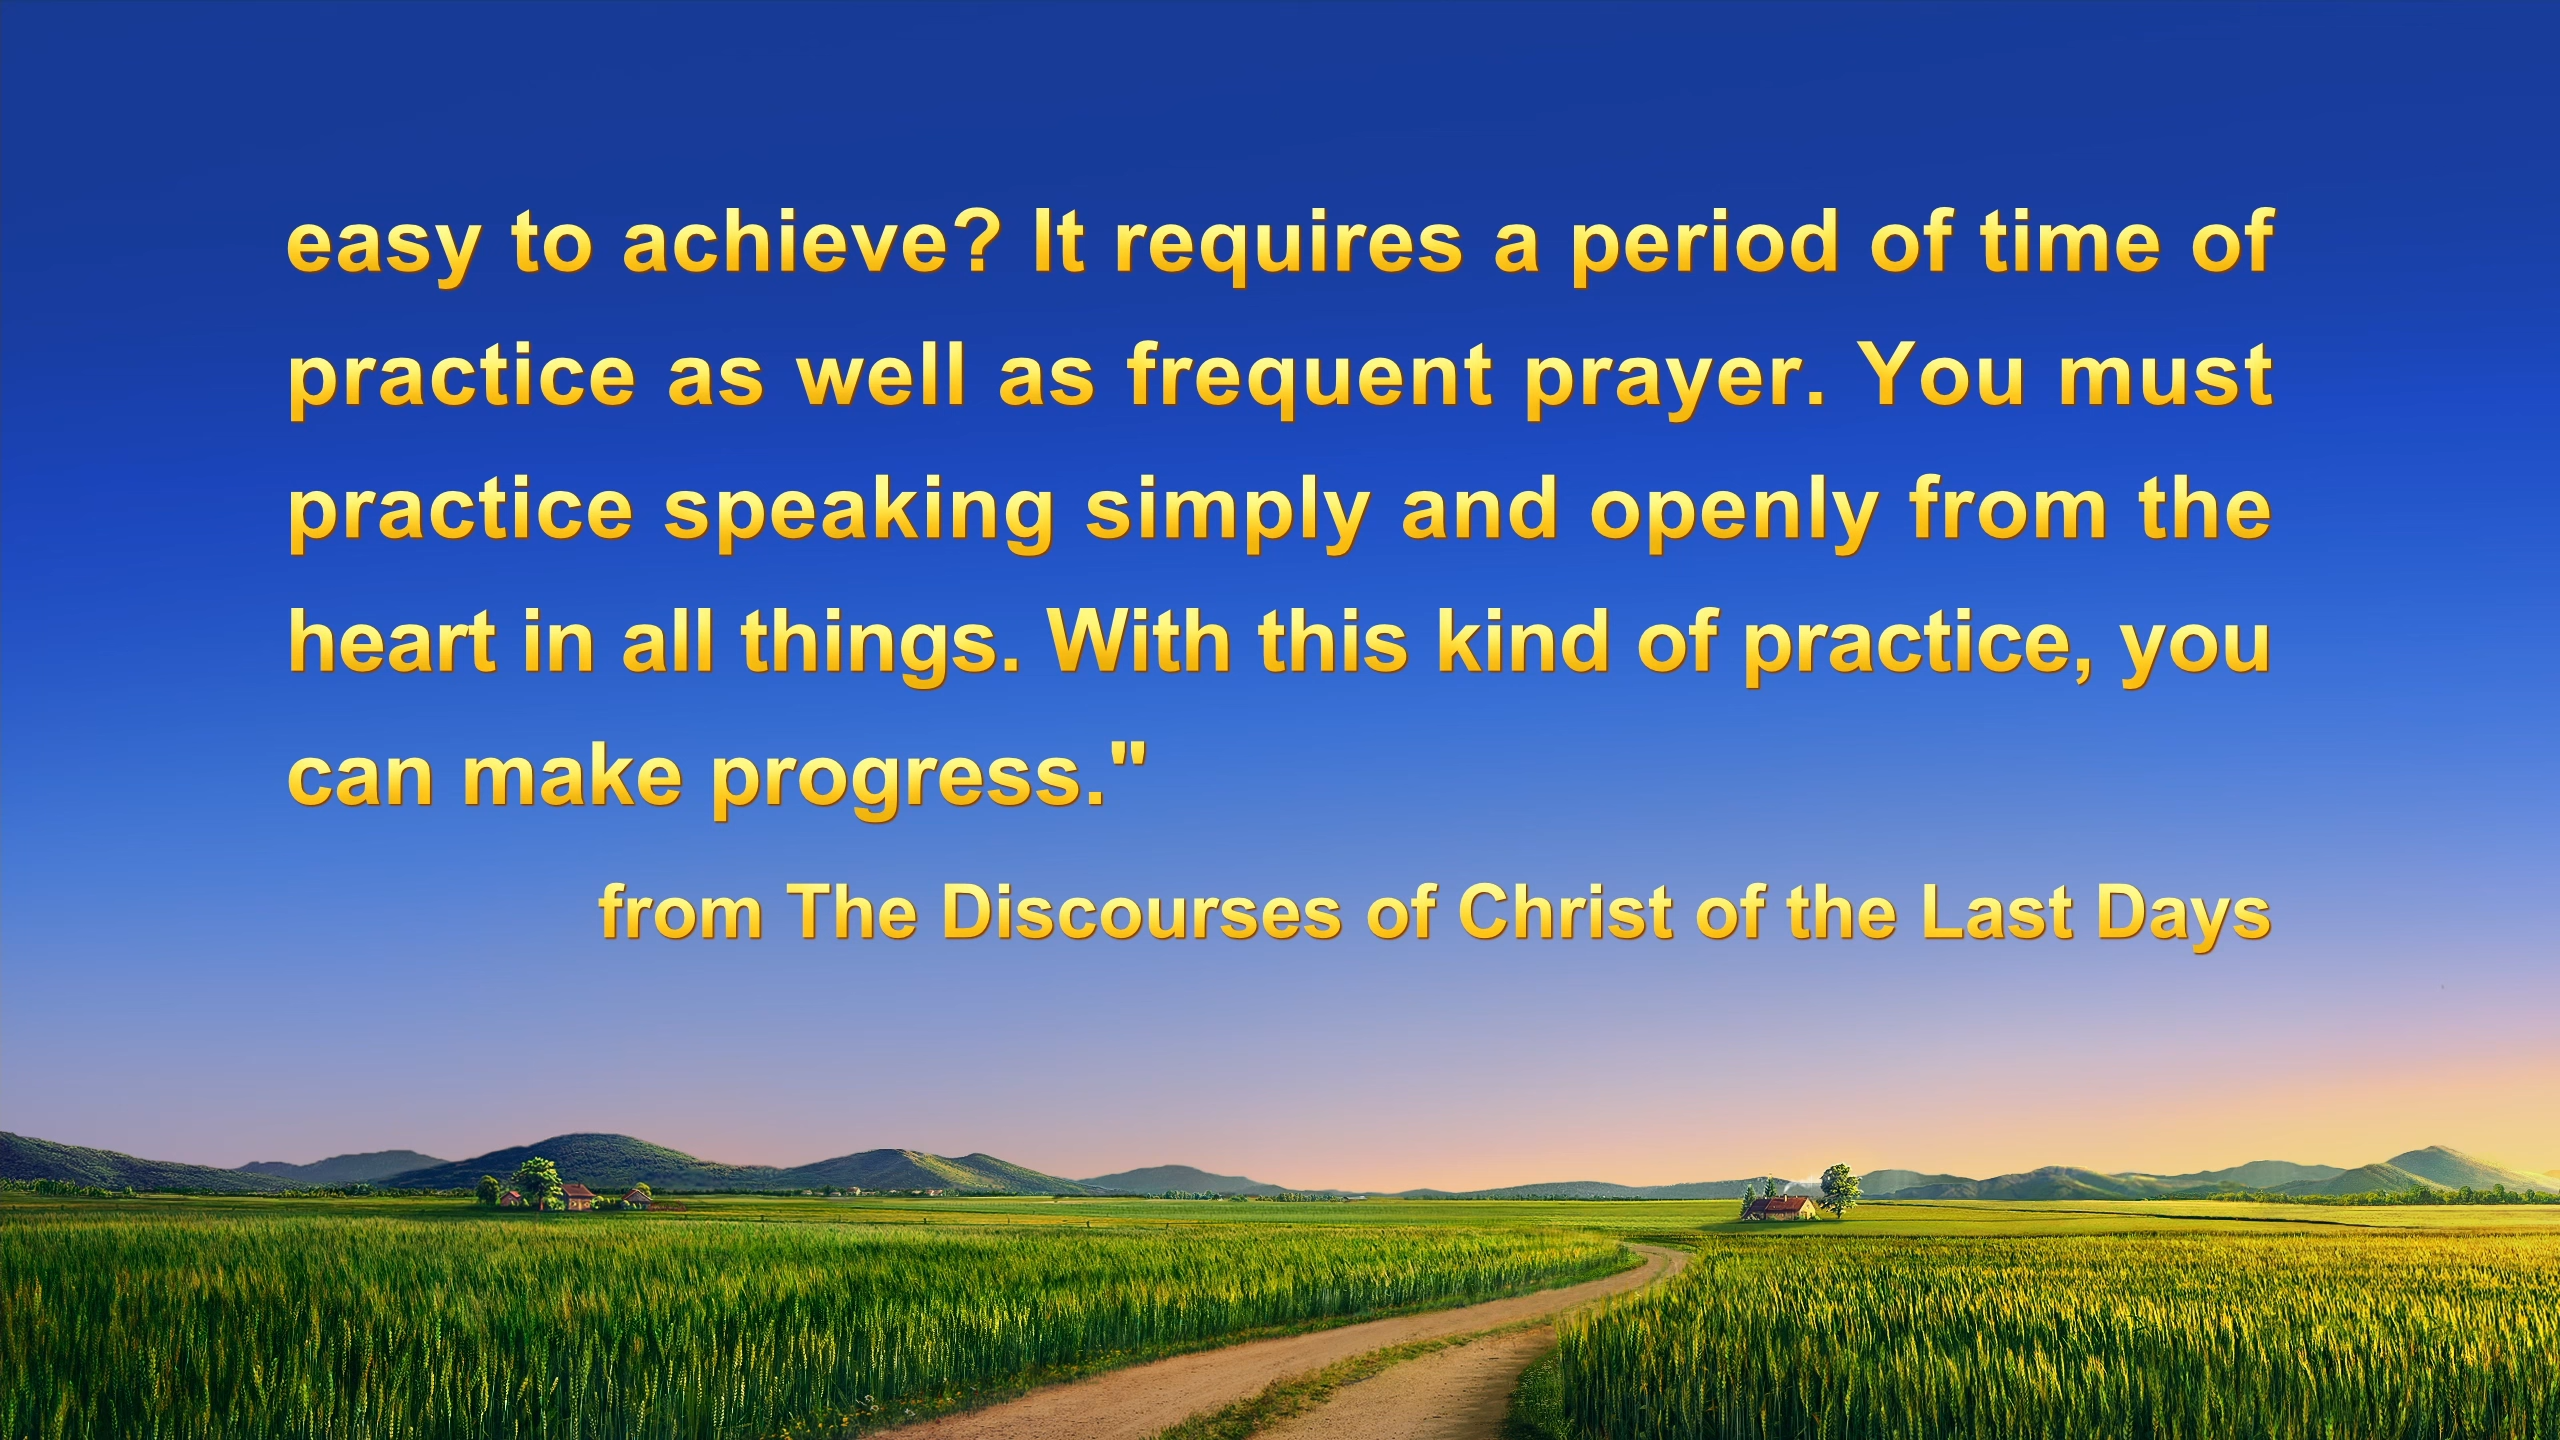 easy to achieve? It requires a period of time of
practice as well as frequent prayer. You must
practice speaking simply and openly from the
heart in all things. With this kind of practice, you
can make progress."
from The Discourses of Christ of the Last Days